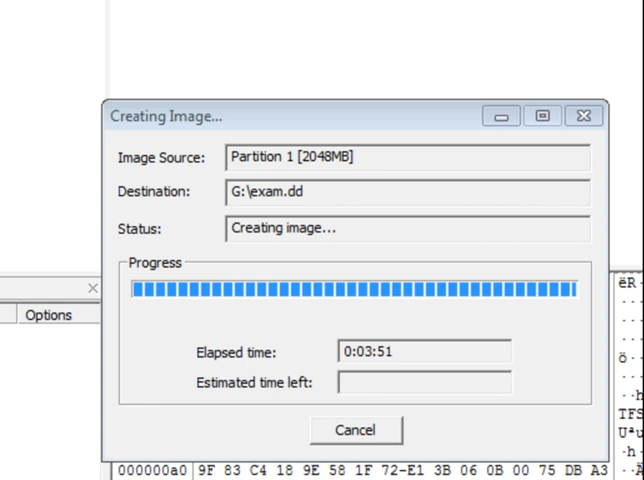 Creating Image...
Image Source: Partition 1 [2048MB]
Destination: G:\exam.dd
Status: Creating image...
Progress
Options
Elapsed time: 0:03:51
Estimated time left:
Cancel
ëR
ö
h
TFS
h
000000a0 9F 83 C4 18 9E 58 1F 72-E1 3B 06 0B 00 75 DB A3